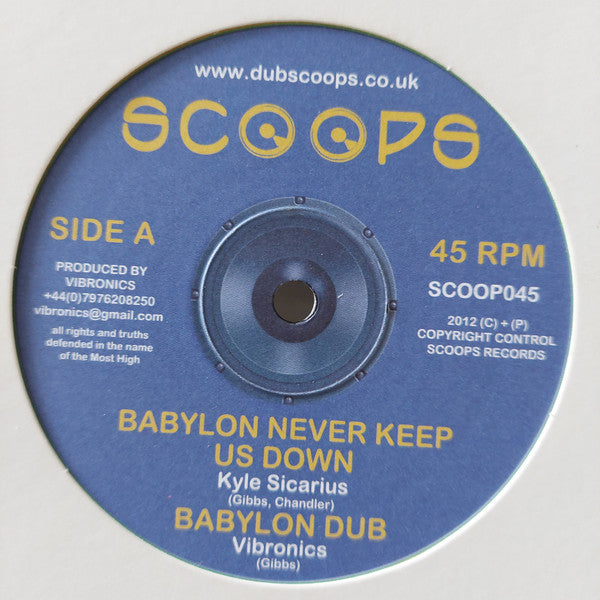 www.dubscoops.co.uk
SCOOPS
SIDE A
PRODUCED BY
VIBRONICS
+44(0)7976208250
vibronics@gmail.com
all rights and truths
defended in the name
of the Most High
45 RPM
SCOOP045
2012 (C) + (P)
COPYRIGHT CONTROL
SCOOPS RECORDS
BABYLON NEVER KEEP
US DOWN
Kyle Sicarius
(Gibbs, Chandler)
BABYLON DUB
Vibronics
(Gibbs)